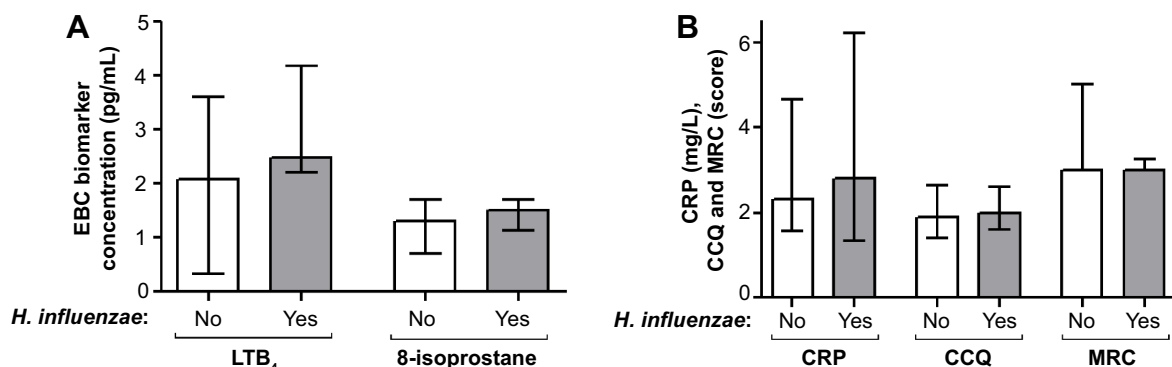 A
EBC biomarker
concentration (pg/mL)
5
4
3
2
1
0
H. influenzae: No Yes No Yes
LTB₄ 8-isoprostane
B
CRP (mg/L),
CCQ and MRC (score)
6
4
2
0
H. influenzae: No Yes No Yes No Yes
CRP CCQ MRC